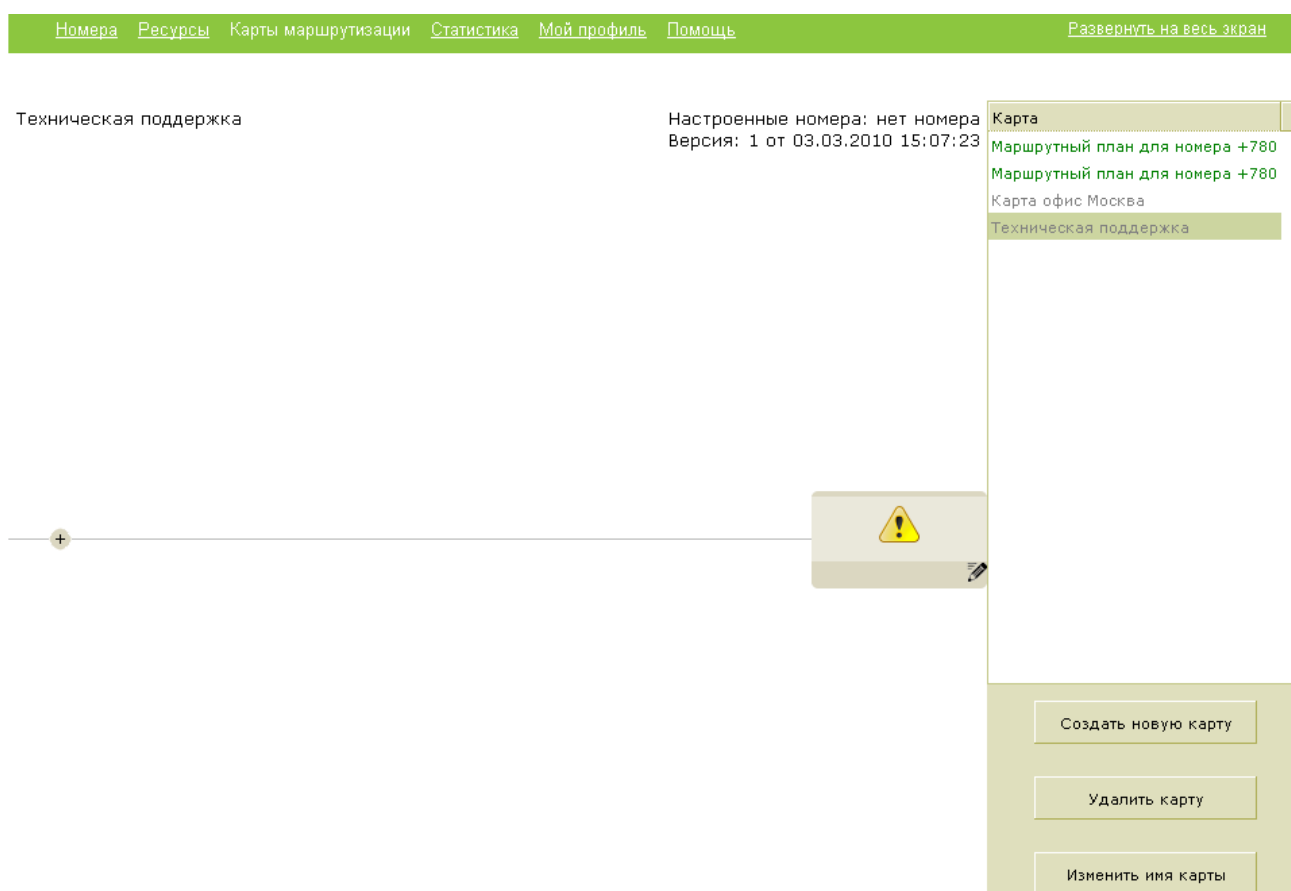 Номера Ресурсы Карты маршрутизации Статистика Мой профиль Помощь Развернуть на весь экран
Техническая поддержка
Настроенные номера: нет номера
Версия: 1 от 03.03.2010 15:07:23
Карта
Маршрутный план для номера +780
Маршрутный план для номера +780
Карта офис Москва
Техническая поддержка
Создать новую карту
Удалить карту
Изменить имя карты